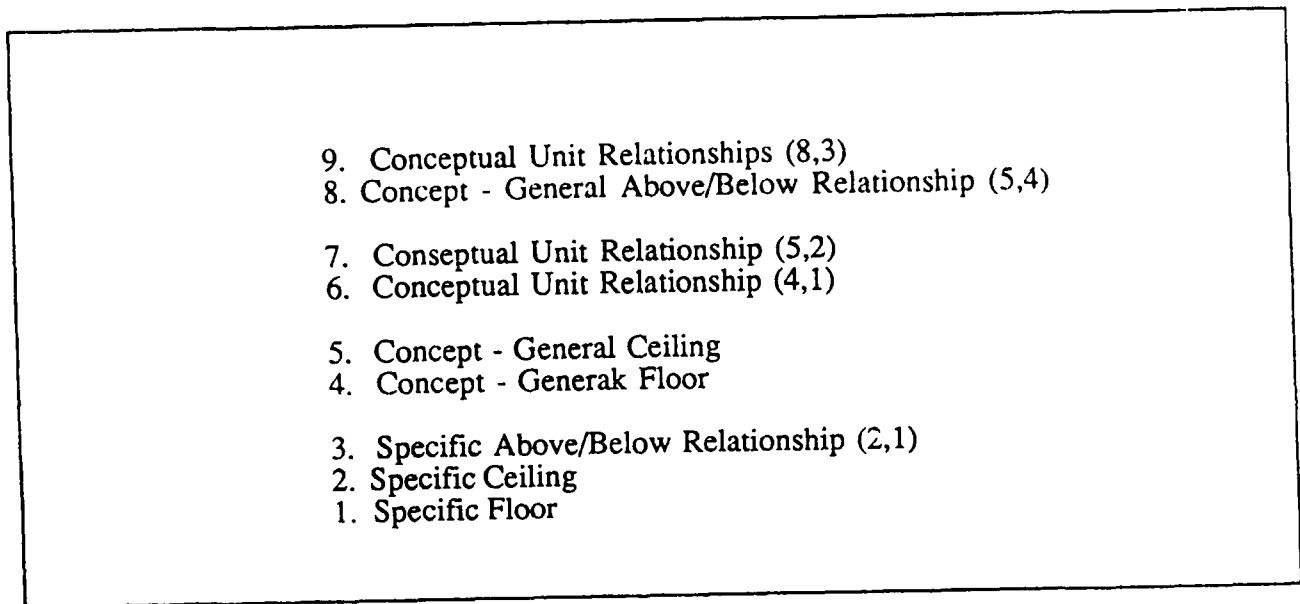 9. Conceptual Unit Relationships (8,3)
8. Concept - General Above/Below Relationship (5,4)
7. Conseptual Unit Relationship (5,2)
6. Conceptual Unit Relationship (4,1)
5. Concept - General Ceiling
4. Concept - Generak Floor
3. Specific Above/Below Relationship (2,1)
2. Specific Ceiling
1. Specific Floor